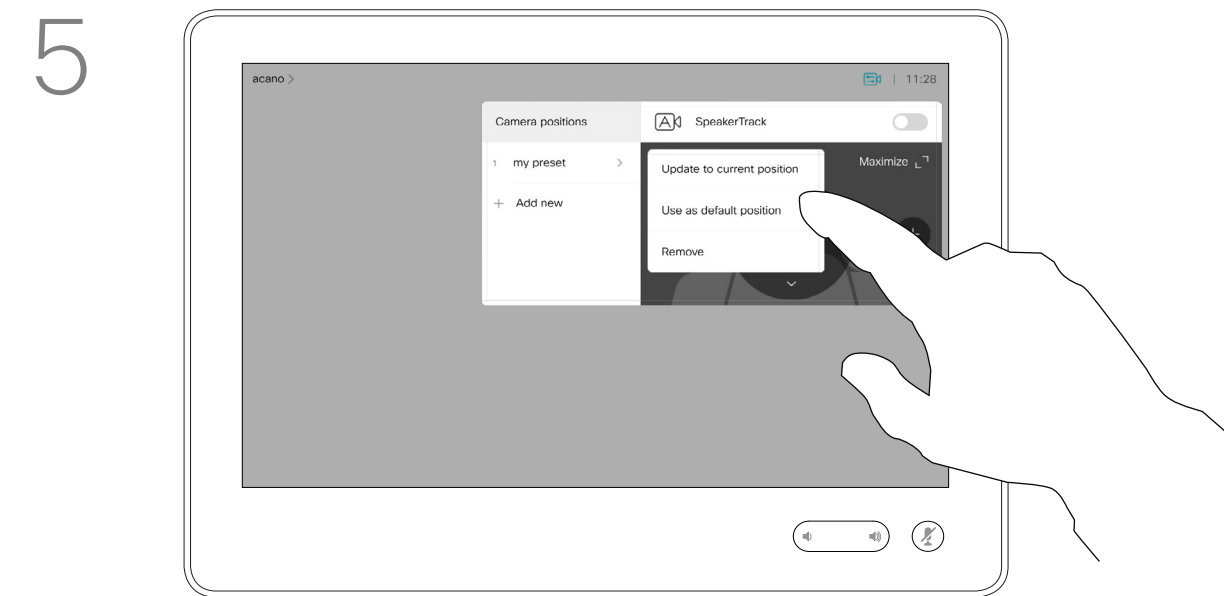 5
acano >
11:28
Camera positions
SpeakerTrack
1 my preset >
Update to current position
Maximize
+ Add new
Use as default position
Remove